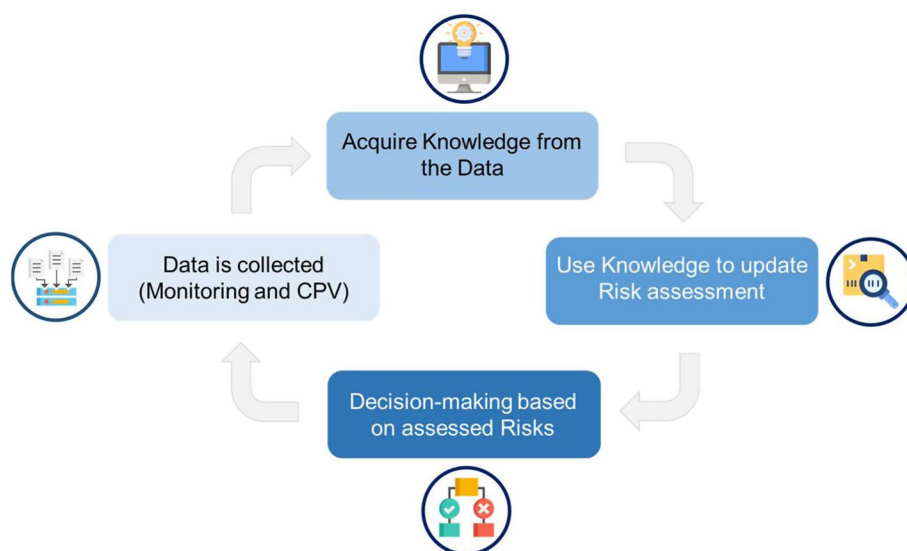 Acquire Knowledge from
the Data
Data is collected
(Monitoring and CPV)
Use Knowledge to update
Risk assessment
Decision-making based
on assessed Risks